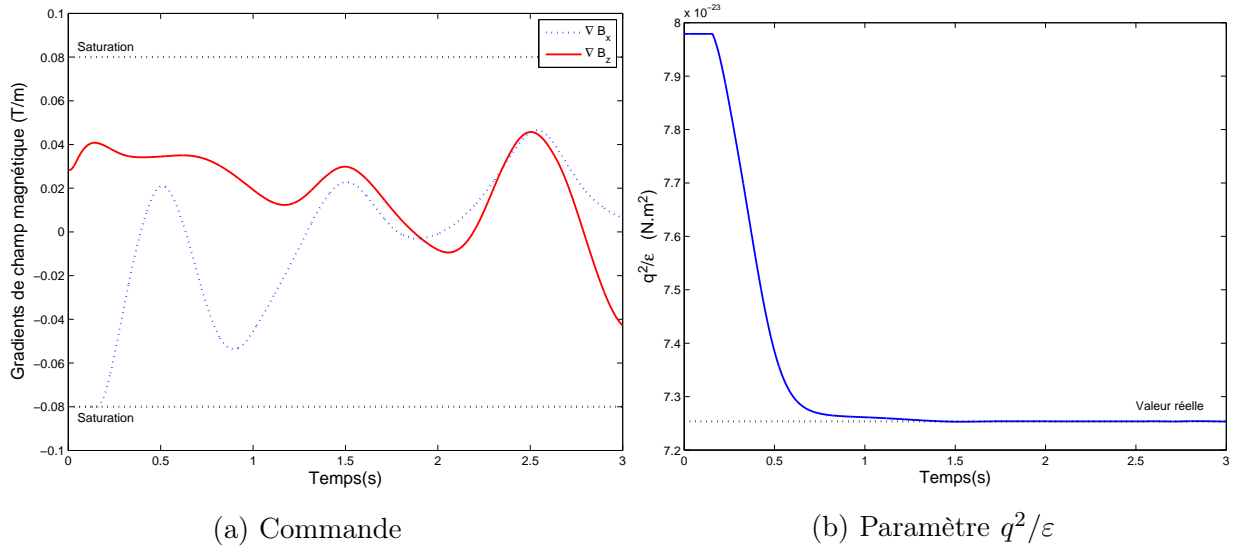 0.1
0.08
0.06
0.04
0.02
0
−0.02
−0.04
−0.06
−0.08
−0.1
Gradients de champ magnétique (T/m)
Saturation
Saturation
∇ Bx
∇ Bz
0 0.5 1 1.5 2 2.5 3
Temps(s)
(a) Commande
x 10⁻²³
8
7.9
7.8
7.7
7.6
7.5
7.4
7.3
7.2
q²/ε (N.m²)
Valeur réelle
0 0.5 1 1.5 2 2.5 3
Temps(s)
(b) Paramètre q²/ε